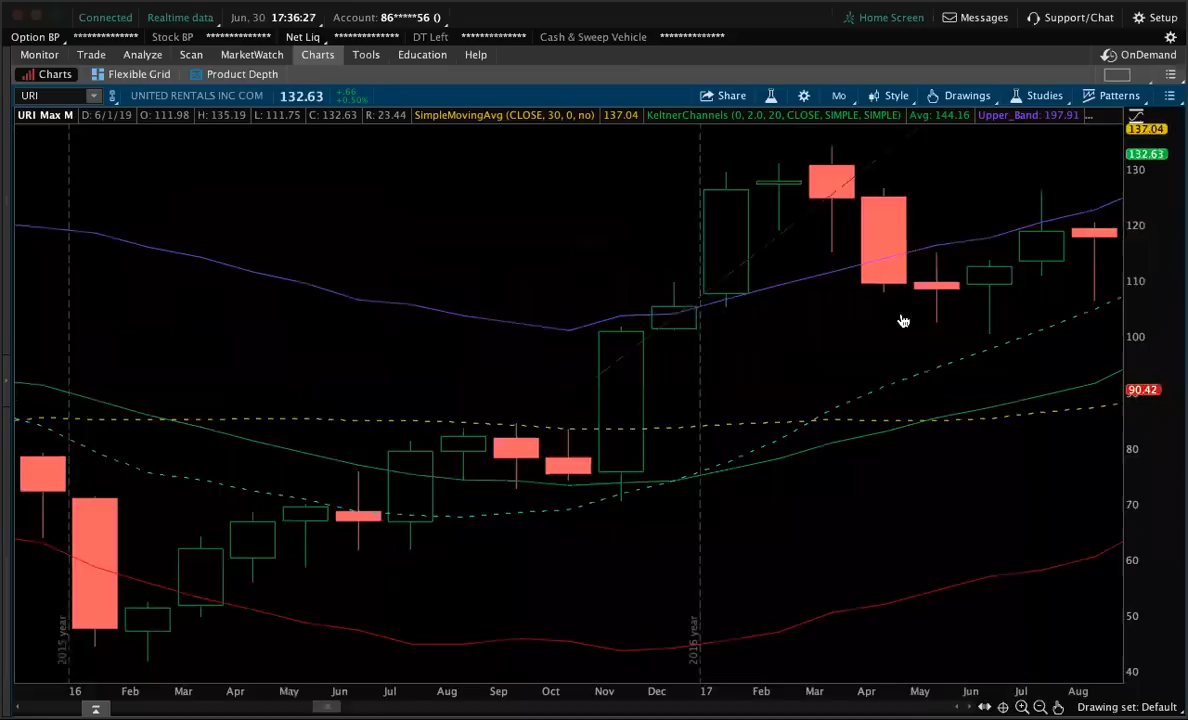 Connected Realtime data Jun, 30 17:36:27 Account: 86*****56 () Home Screen Messages Support/Chat Setup
Option BP ************** Stock BP ************** Net Liq ************** DT Left ************** Cash & Sweep Vehicle **************
Monitor Trade Analyze Scan MarketWatch Charts Tools Education Help OnDemand
Charts Flexible Grid Product Depth
URI UNITED RENTALS INC COM 132.63 +.66 +0.50% Share Mo Style Drawings Studies Patterns
URI Max M D: 6/1/19 O: 111.98 H: 135.19 L: 111.75 C: 132.63 R: 23.44 SimpleMovingAvg (CLOSE, 30, 0, no) 137.04 KeltnerChannels (0, 2.0, 20, CLOSE, SIMPLE, SIMPLE) Avg: 144.16 Upper_Band: 197.91 ...
137.04
132.63
130
120
110
100
90.42
80
70
60
50
40
2015 year
2016 year
16 Feb Mar Apr May Jun Jul Aug Sep Oct Nov Dec 17 Feb Mar Apr May Jun Jul Aug
Drawing set: Default